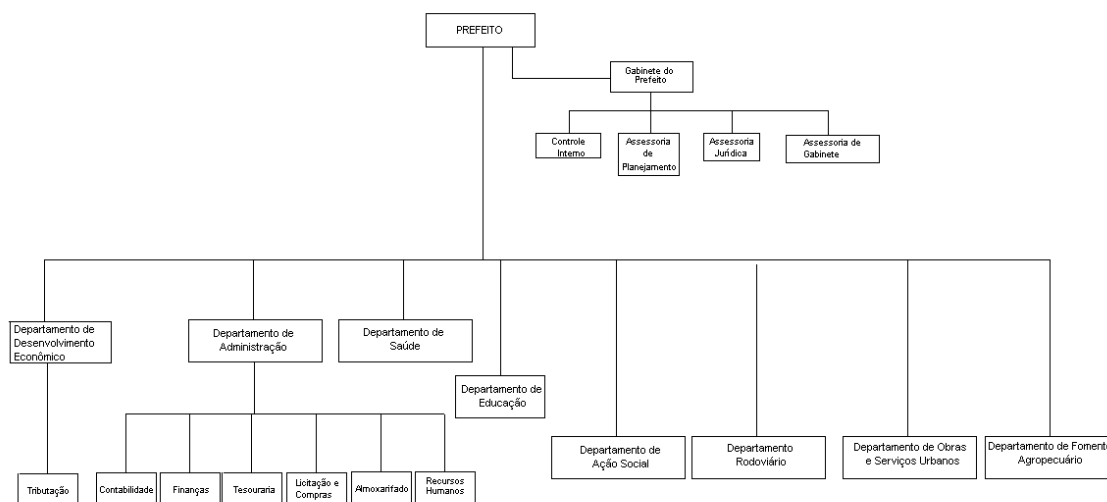 PREFEITO
Gabinete do
Prefeito
Controle
Interno
Assessoria
de
Planejamento
Assessoria
Jurídica
Assessoria de
Gabinete
Departamento de
Desenvolvimento
Econômico
Departamento de
Administração
Departamento de
Saúde
Departamento de
Educação
Departamento de
Ação Social
Departamento
Rodoviário
Departamento de Obras
e Serviços Urbanos
Departamento de Fomento
Agropecuário
Tributação
Contabilidade
Finanças
Tesouraria
Licitação e
Compras
Almoxarifado
Recursos
Humanos